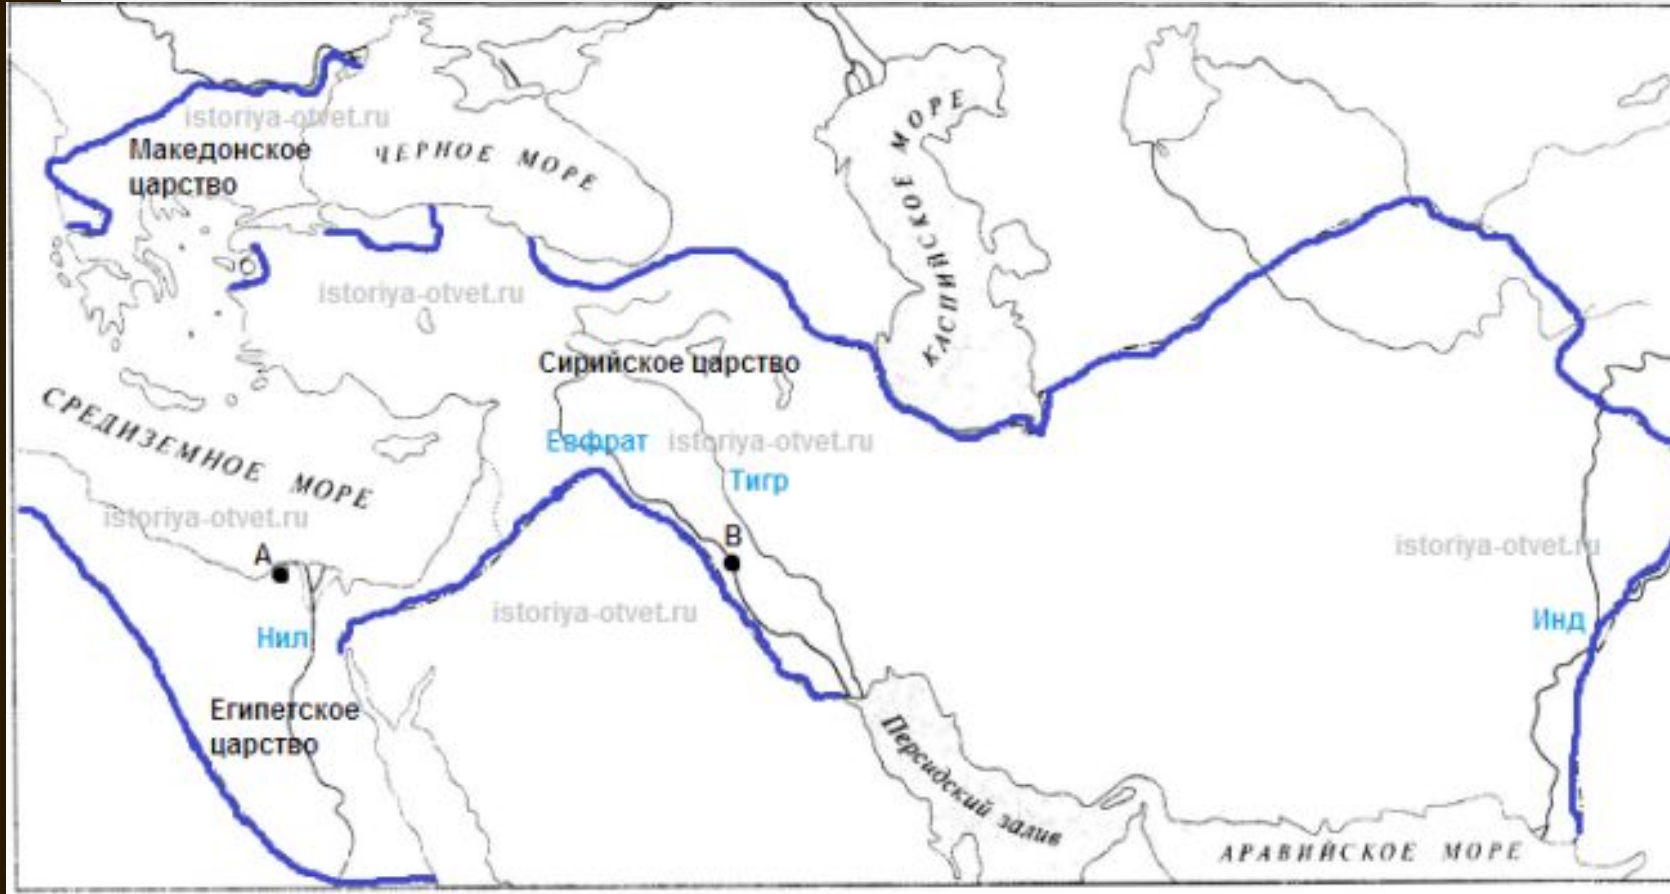 istoriya-otvet.ru
Македонское
царство
ЧЕРНОЕ МОРЕ
КАСПИЙСКОЕ МОРЕ
istoriya-otvet.ru
Сирийское царство
СРЕДИЗЕМНОЕ МОРЕ
Евфрат
istoriya-otvet.ru
Тигр
istoriya-otvet.ru
A
B
istoriya-otvet.ru
istoriya-otvet.ru
Нил
Инд
Египетское
царство
Персидский залив
АРАВИЙСКОЕ МОРЕ